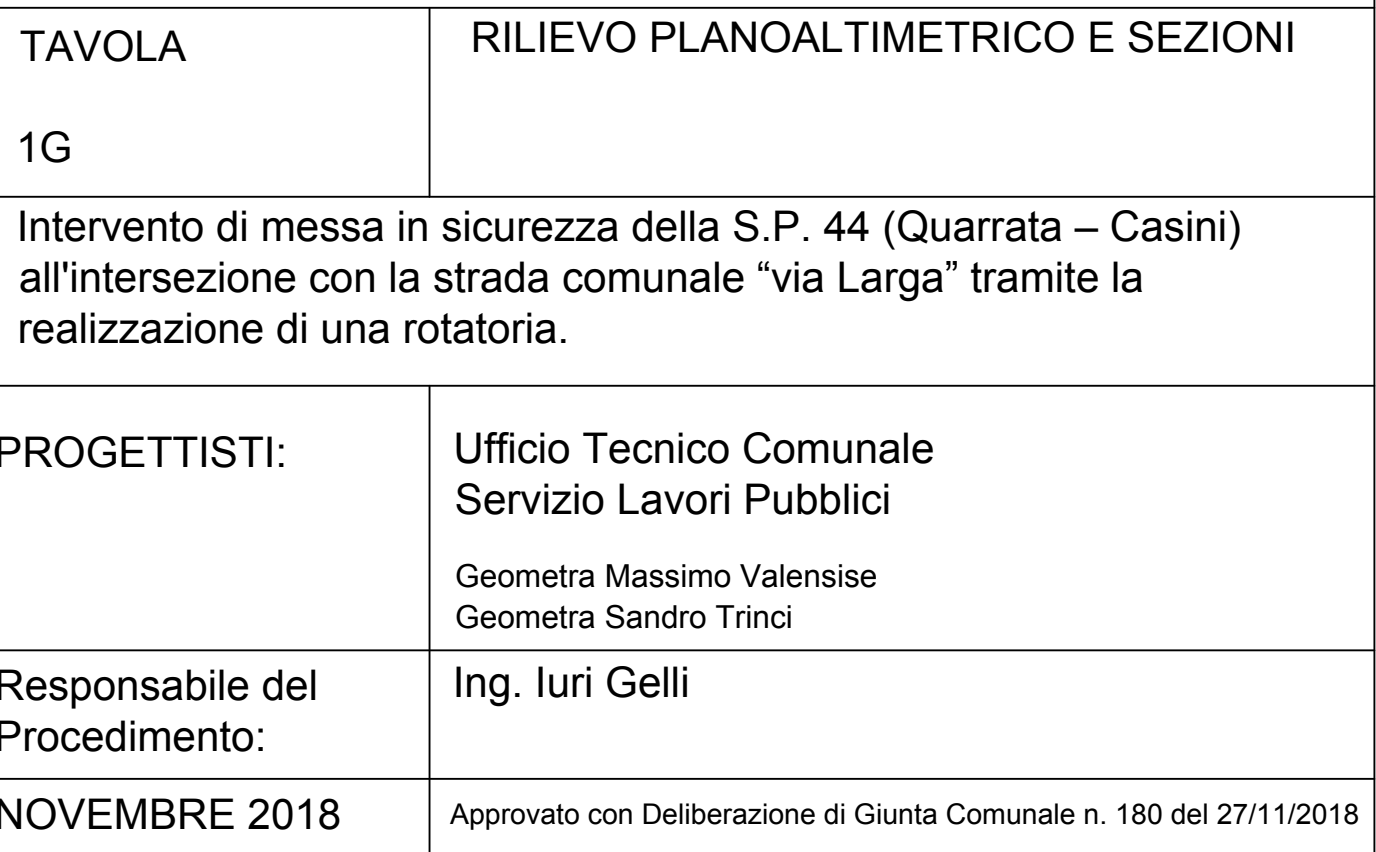 TAVOLA
RILIEVO PLANOALTIMETRICO E SEZIONI
1G
Intervento di messa in sicurezza della S.P. 44 (Quarrata – Casini)
all'intersezione con la strada comunale “via Larga” tramite la
realizzazione di una rotatoria.
PROGETTISTI:
Ufficio Tecnico Comunale
Servizio Lavori Pubblici
Geometra Massimo Valensise
Geometra Sandro Trinci
Responsabile del
Procedimento:
Ing. Iuri Gelli
NOVEMBRE 2018
Approvato con Deliberazione di Giunta Comunale n. 180 del 27/11/2018